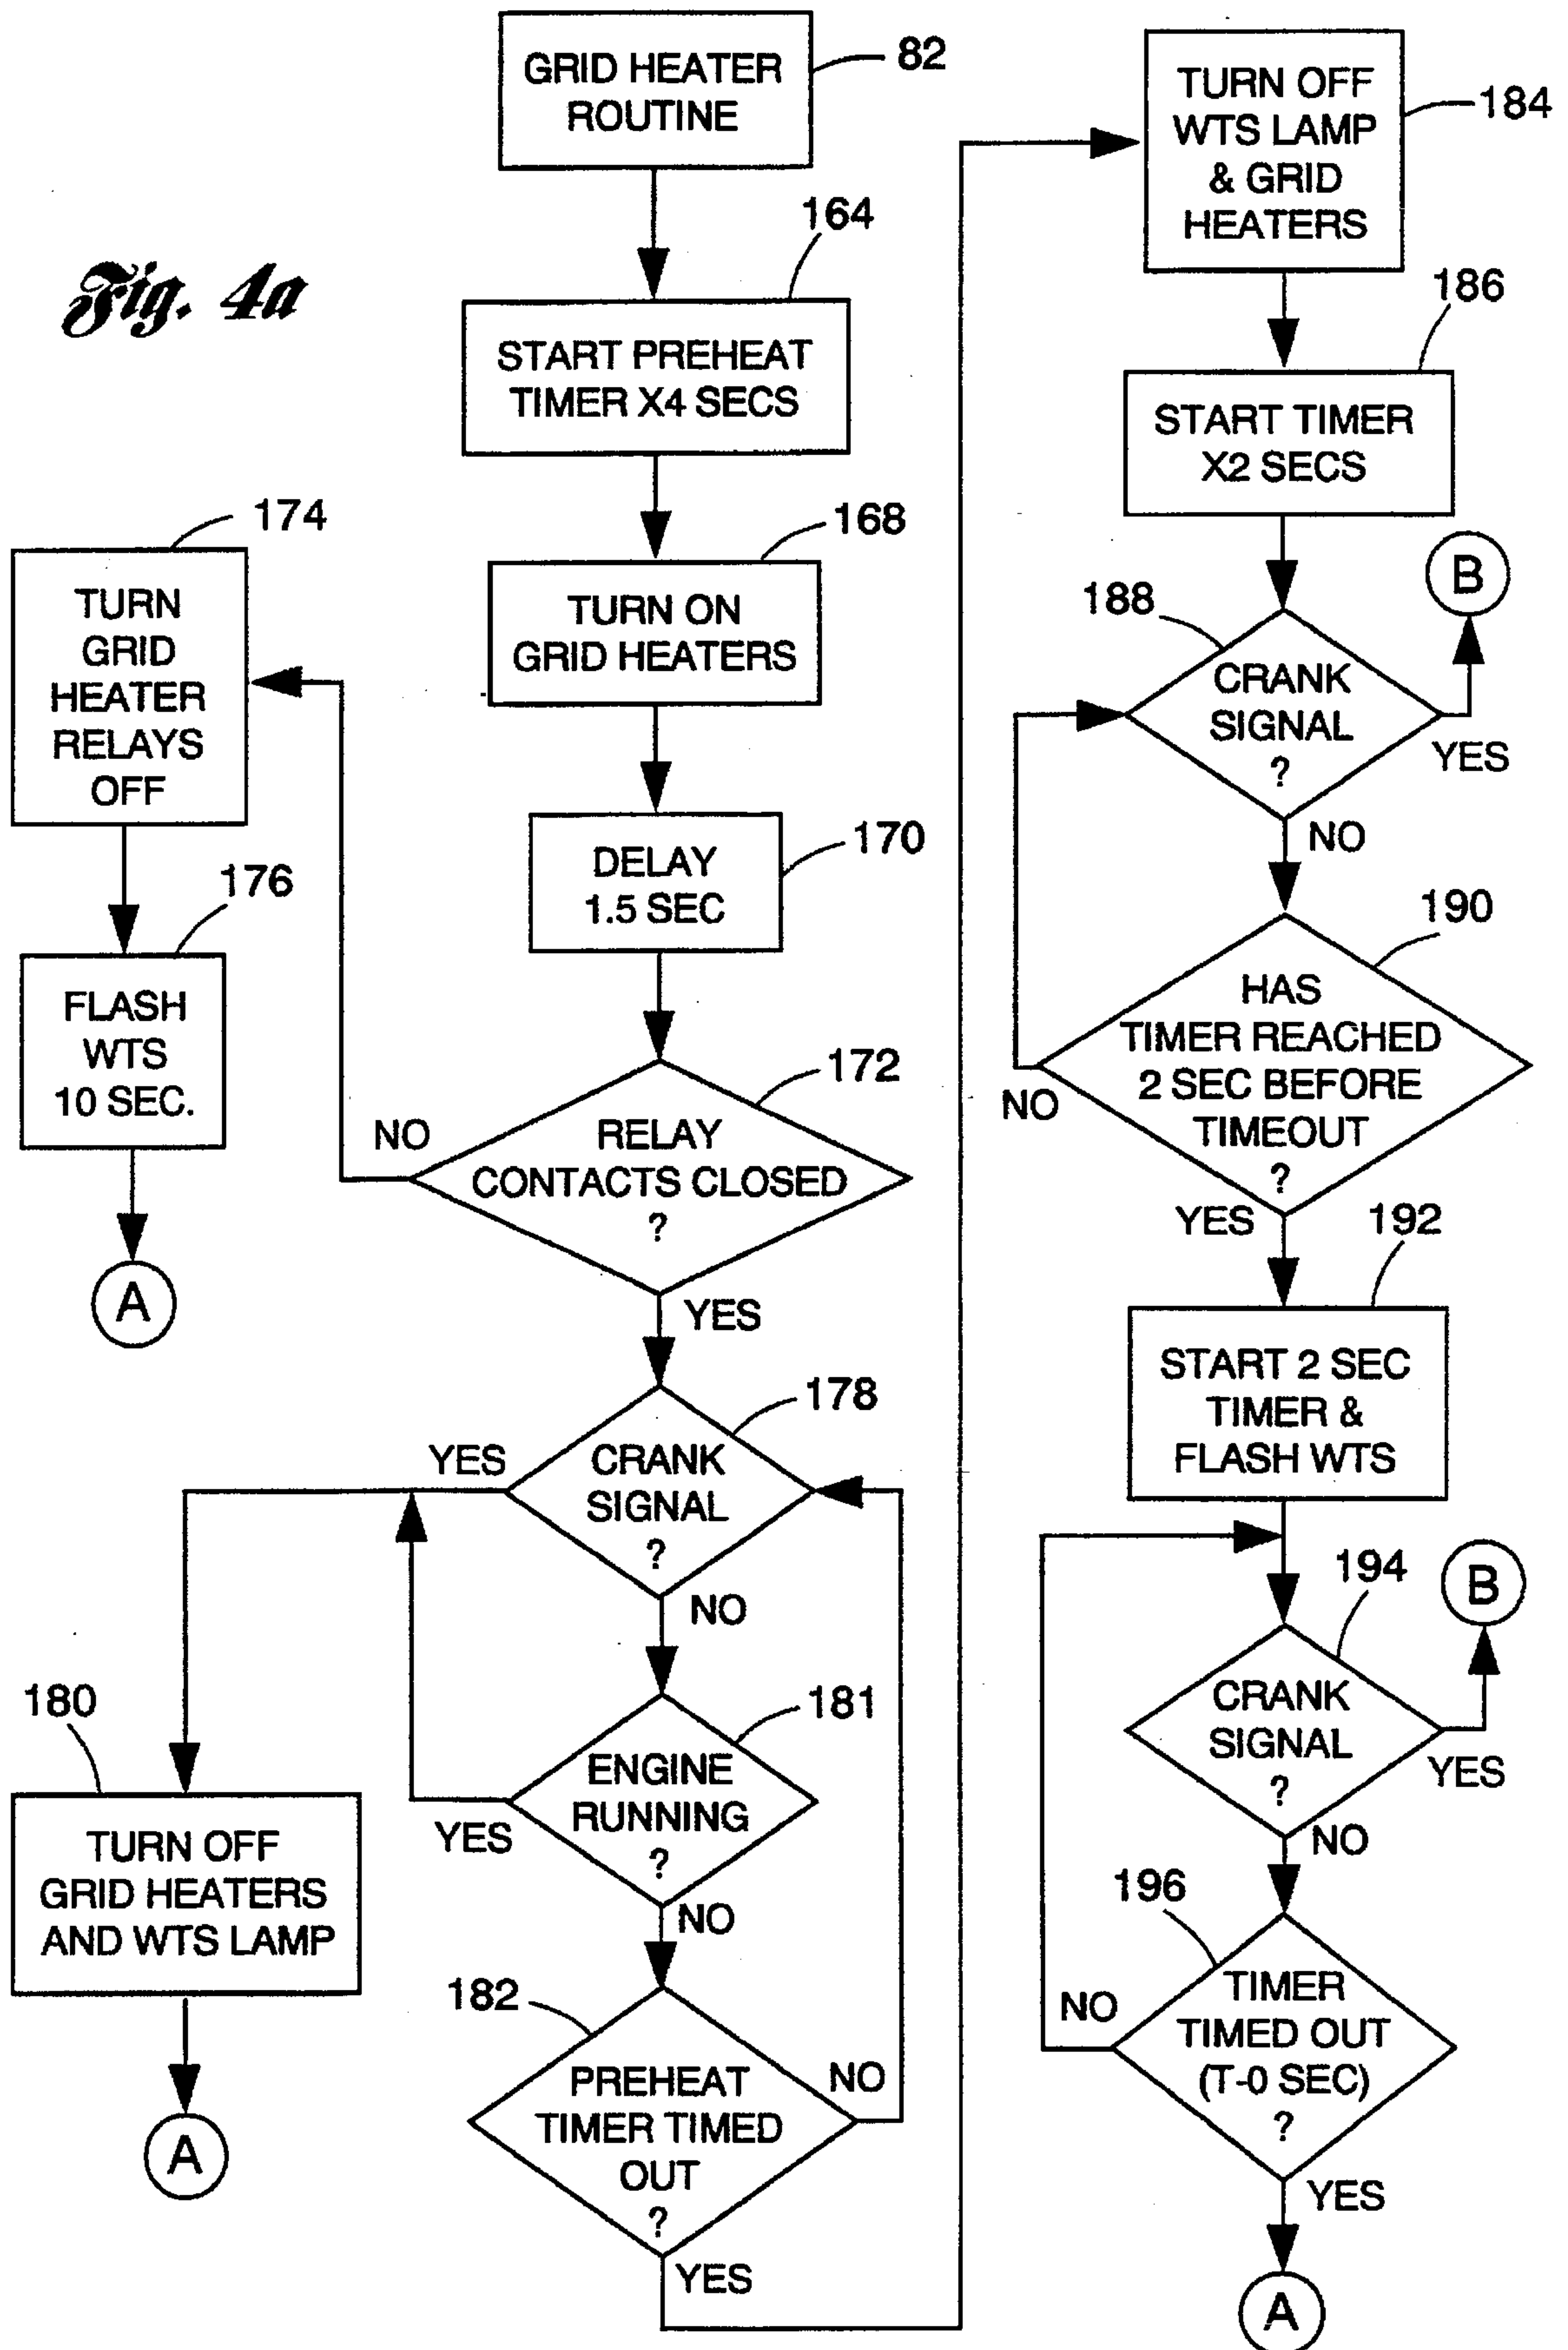 Fig. 4a
GRID HEATER
ROUTINE
82
164
START PREHEAT
TIMER X4 SECS
168
TURN ON
GRID HEATERS
170
DELAY
1.5 SEC
172
RELAY
CONTACTS CLOSED
?
NO
YES
174
TURN
GRID
HEATER
RELAYS
OFF
176
FLASH
WTS
10 SEC.
A
178
CRANK
SIGNAL
?
YES
NO
180
TURN OFF
GRID HEATERS
AND WTS LAMP
A
181
ENGINE
RUNNING
?
YES
NO
182
PREHEAT
TIMER TIMED
OUT
?
NO
YES
184
TURN OFF
WTS LAMP
& GRID
HEATERS
186
START TIMER
X2 SECS
188
CRANK
SIGNAL
?
B
YES
NO
190
HAS
TIMER REACHED
2 SEC BEFORE
TIMEOUT
?
NO
YES
192
START 2 SEC
TIMER &
FLASH WTS
194
CRANK
SIGNAL
?
B
YES
NO
196
TIMER
TIMED OUT
(T-0 SEC)
?
NO
YES
A